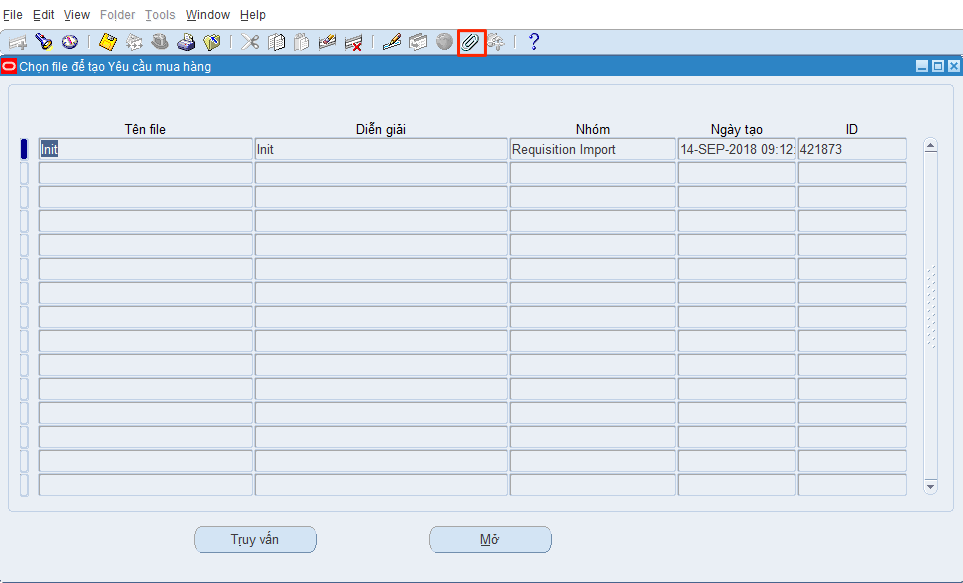 File Edit View Folder Tools Window Help
Chọn file để tạo Yêu cầu mua hàng
Tên file Diễn giải Nhóm Ngày tạo ID
Init Init Requisition Import 14-SEP-2018 09:12: 421873
Truy vấn Mở